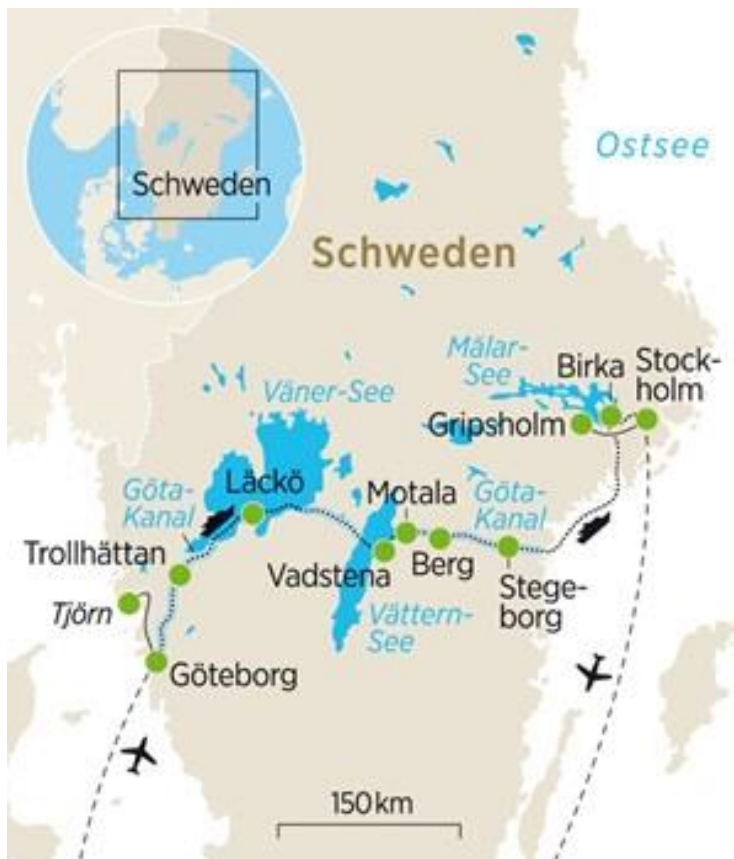 Schweden
Ostsee
Schweden
Mälar-
See
Birka
Stock-
holm
Gripsholm
Väner-See
Läckö
Göta-
Kanal
Motala
Göta-
Kanal
Trollhättan
Vadstena
Berg
Stege-
borg
Tjörn
Vättern-
See
Göteborg
150 km